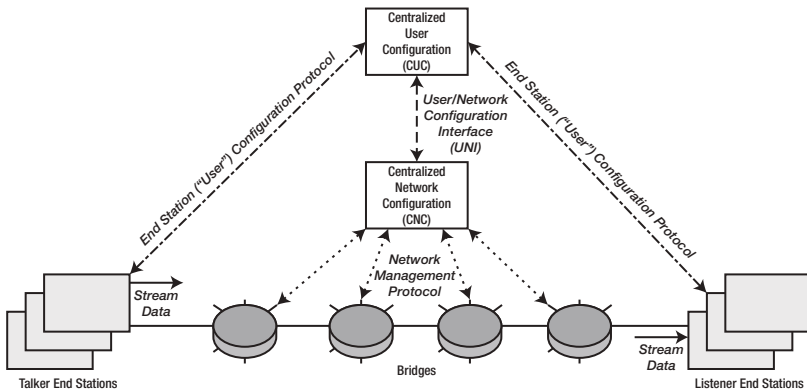 Centralized
User
Configuration
(CUC)
End Station ("User") Configuration Protocol
End Station ("User") Configuration Protocol
User/Network
Configuration
Interface
(UNI)
Centralized
Network
Configuration
(CNC)
Network
Management
Protocol
Stream
Data
Stream
Data
Talker End Stations
Bridges
Listener End Stations